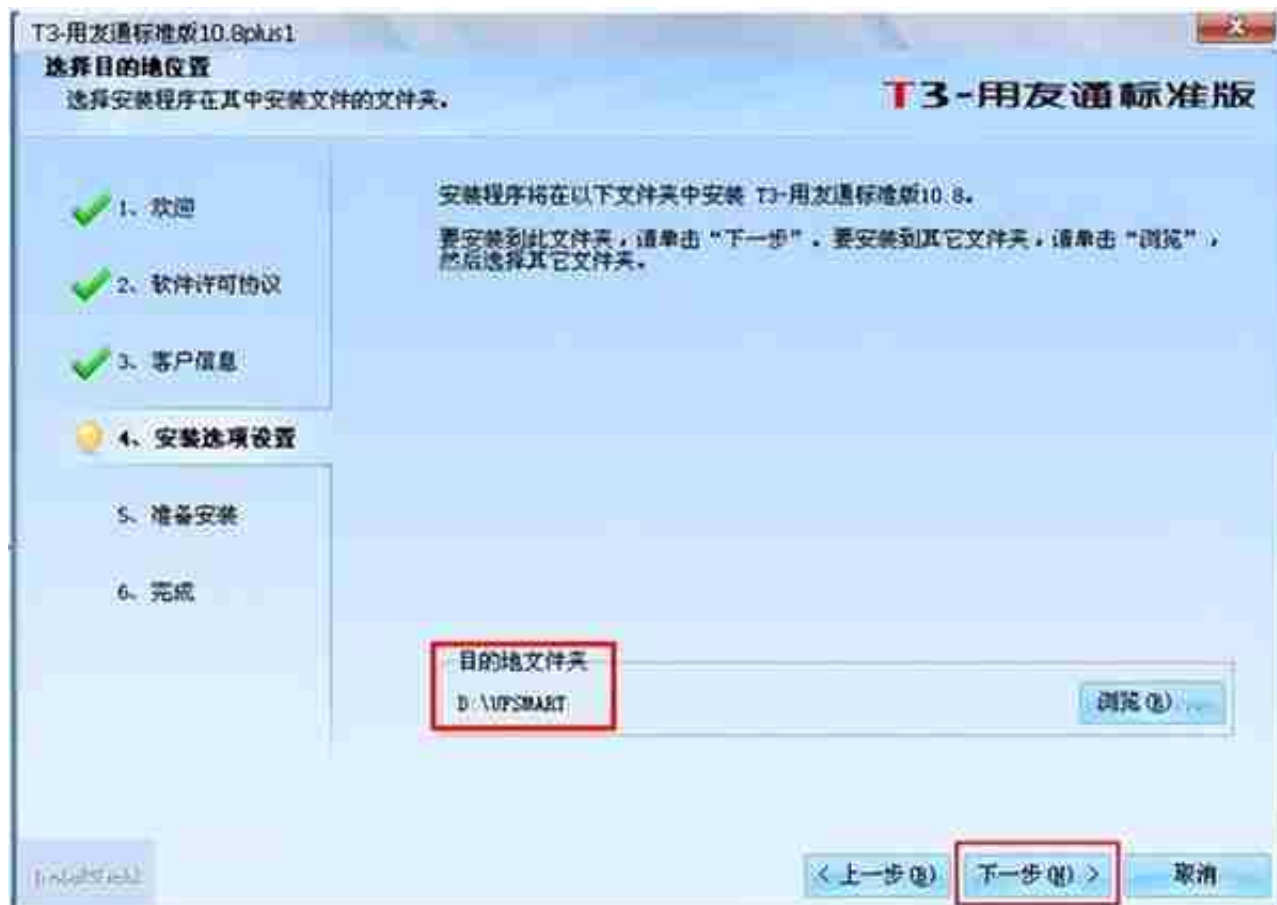 T3-用友通标准版10.8plus1
选择目的地位置
选择安装程序在其中安装文件的文件夹。
T3-用友通标准版
1、欢迎
2、软件许可协议
3、客户信息
4、安装选项设置
5、准备安装
6、完成
安装程序将在以下文件夹中安装 T3-用友通标准版10.8。
要安装到此文件夹，请单击“下一步”。要安装到其它文件夹，请单击“浏览”，
然后选择其它文件夹。
目的地文件夹
D:\UFSMART
浏览(R)...
InstallShield
<上一步(B)
下一步(N) >
取消